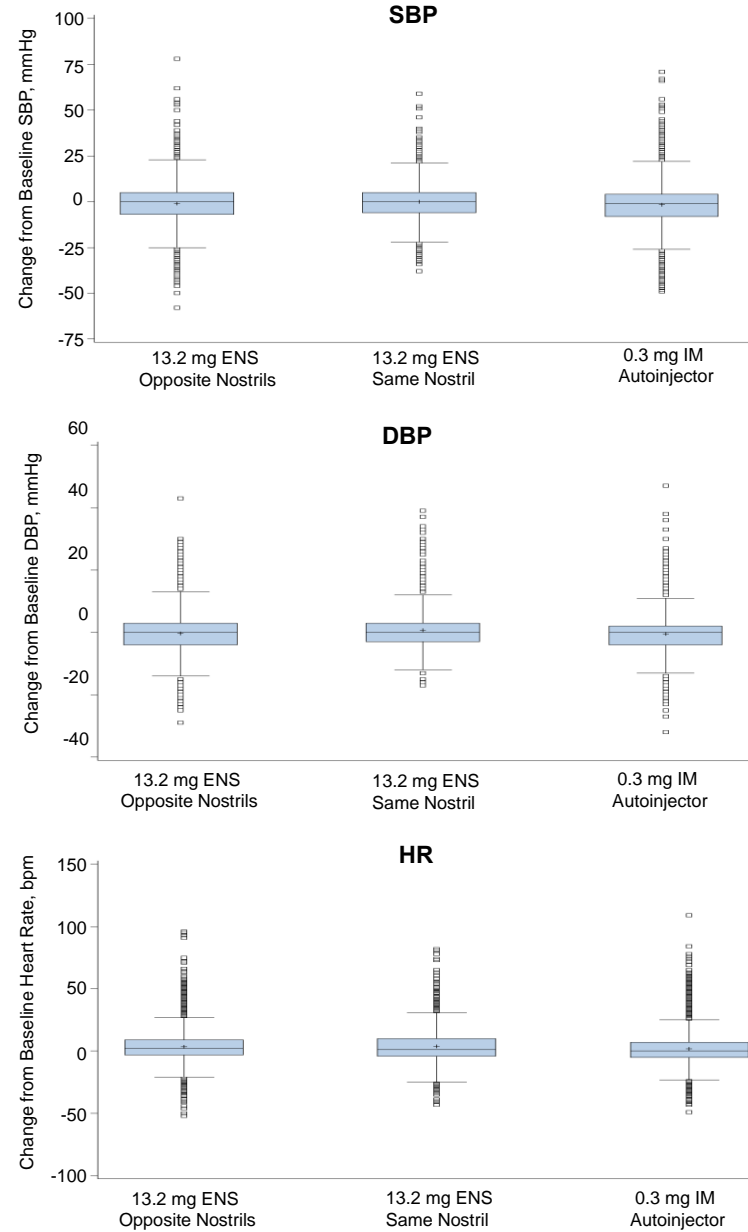 SBP
Change from Baseline SBP, mmHg
100
75
50
25
0
-25
-50
-75
13.2 mg ENS
Opposite Nostrils
13.2 mg ENS
Same Nostril
0.3 mg IM
Autoinjector
DBP
Change from Baseline DBP, mmHg
60
40
20
0
-20
-40
13.2 mg ENS
Opposite Nostrils
13.2 mg ENS
Same Nostril
0.3 mg IM
Autoinjector
HR
Change from Baseline Heart Rate, bpm
150
100
50
0
-50
-100
13.2 mg ENS
Opposite Nostrils
13.2 mg ENS
Same Nostril
0.3 mg IM
Autoinjector